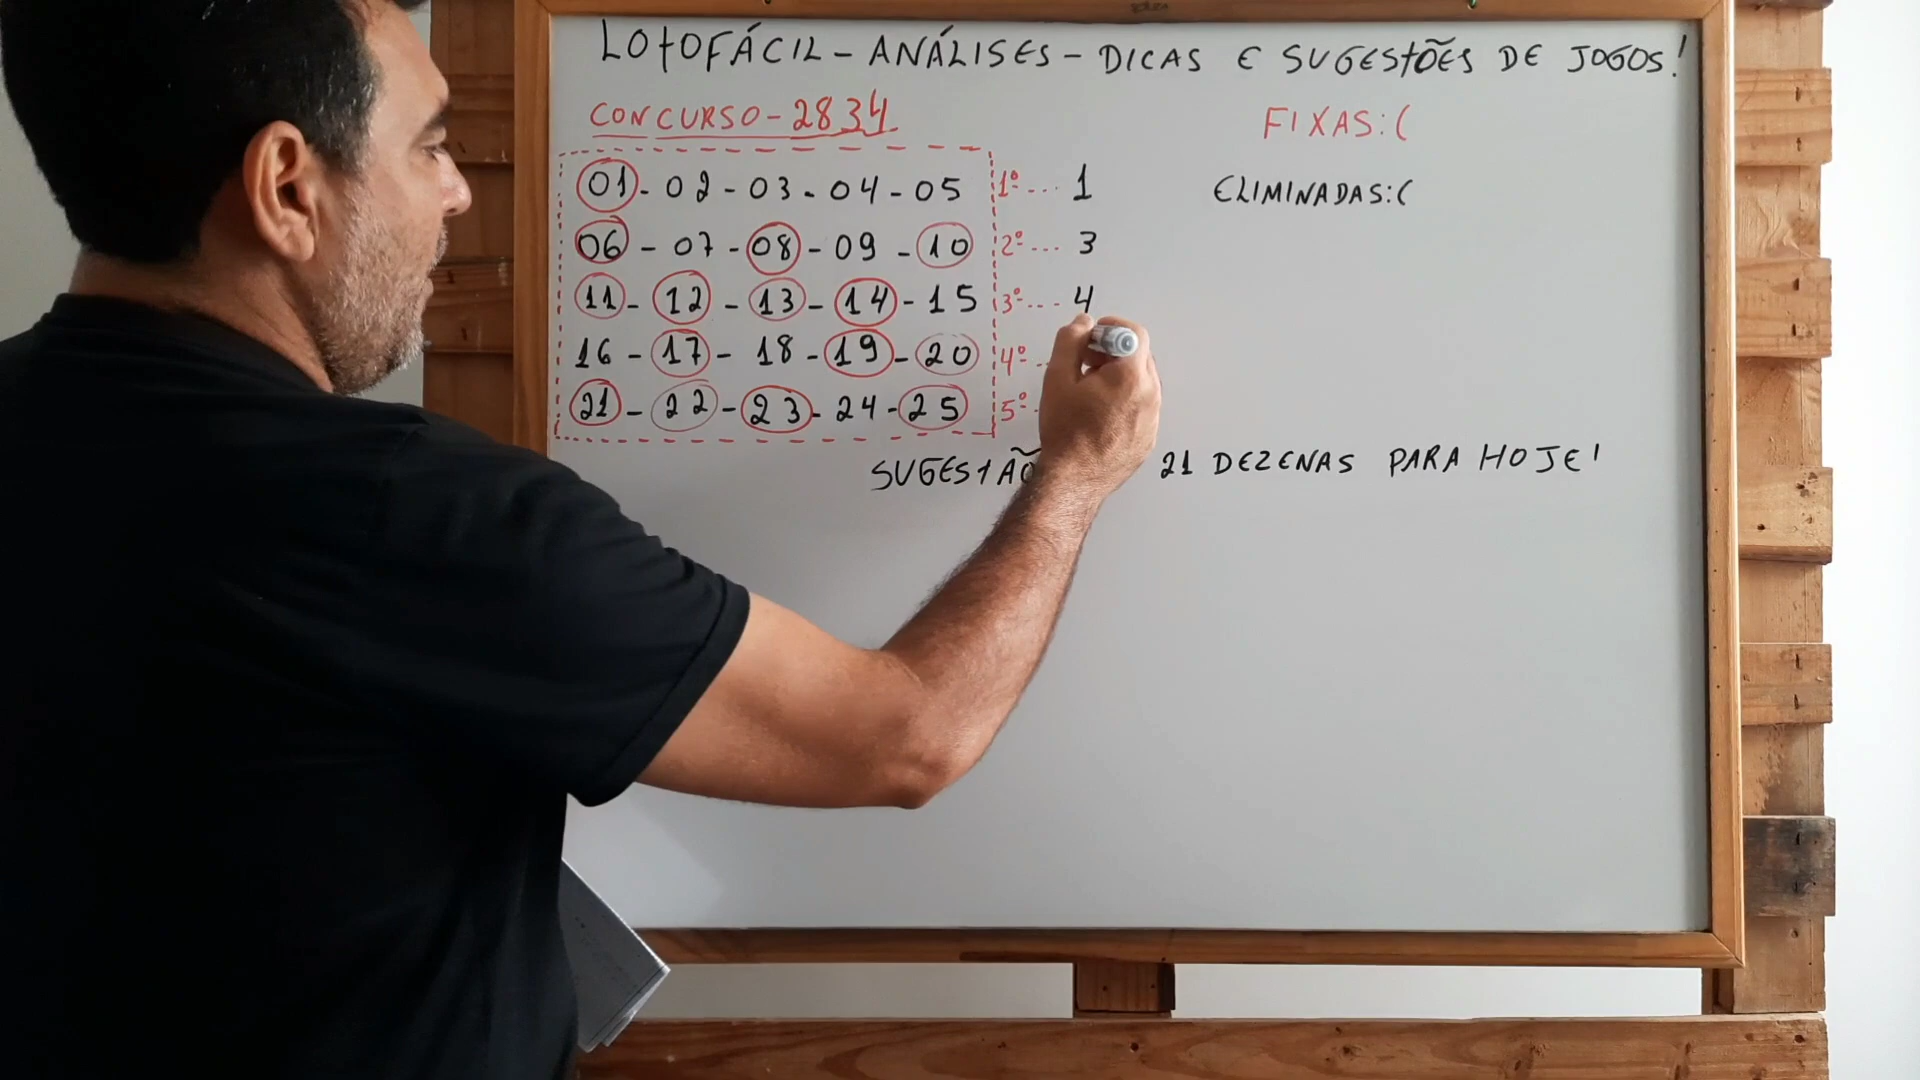 LOTOFÁCIL - ANÁLISES - DICAS E SUGESTÕES DE JOGOS!
CONCURSO - 2834
01 - 02 - 03 - 04 - 05 1º ... 1
06 - 07 - 08 - 09 - 10 2º ... 3
11 - 12 - 13 - 14 - 15 3º ... 4
16 - 17 - 18 - 19 - 20 4º
21 - 22 - 23 - 24 - 25 5º
FIXAS: (
ELIMINADAS: (
SUGESTÃO 21 DEZENAS PARA HOJE!